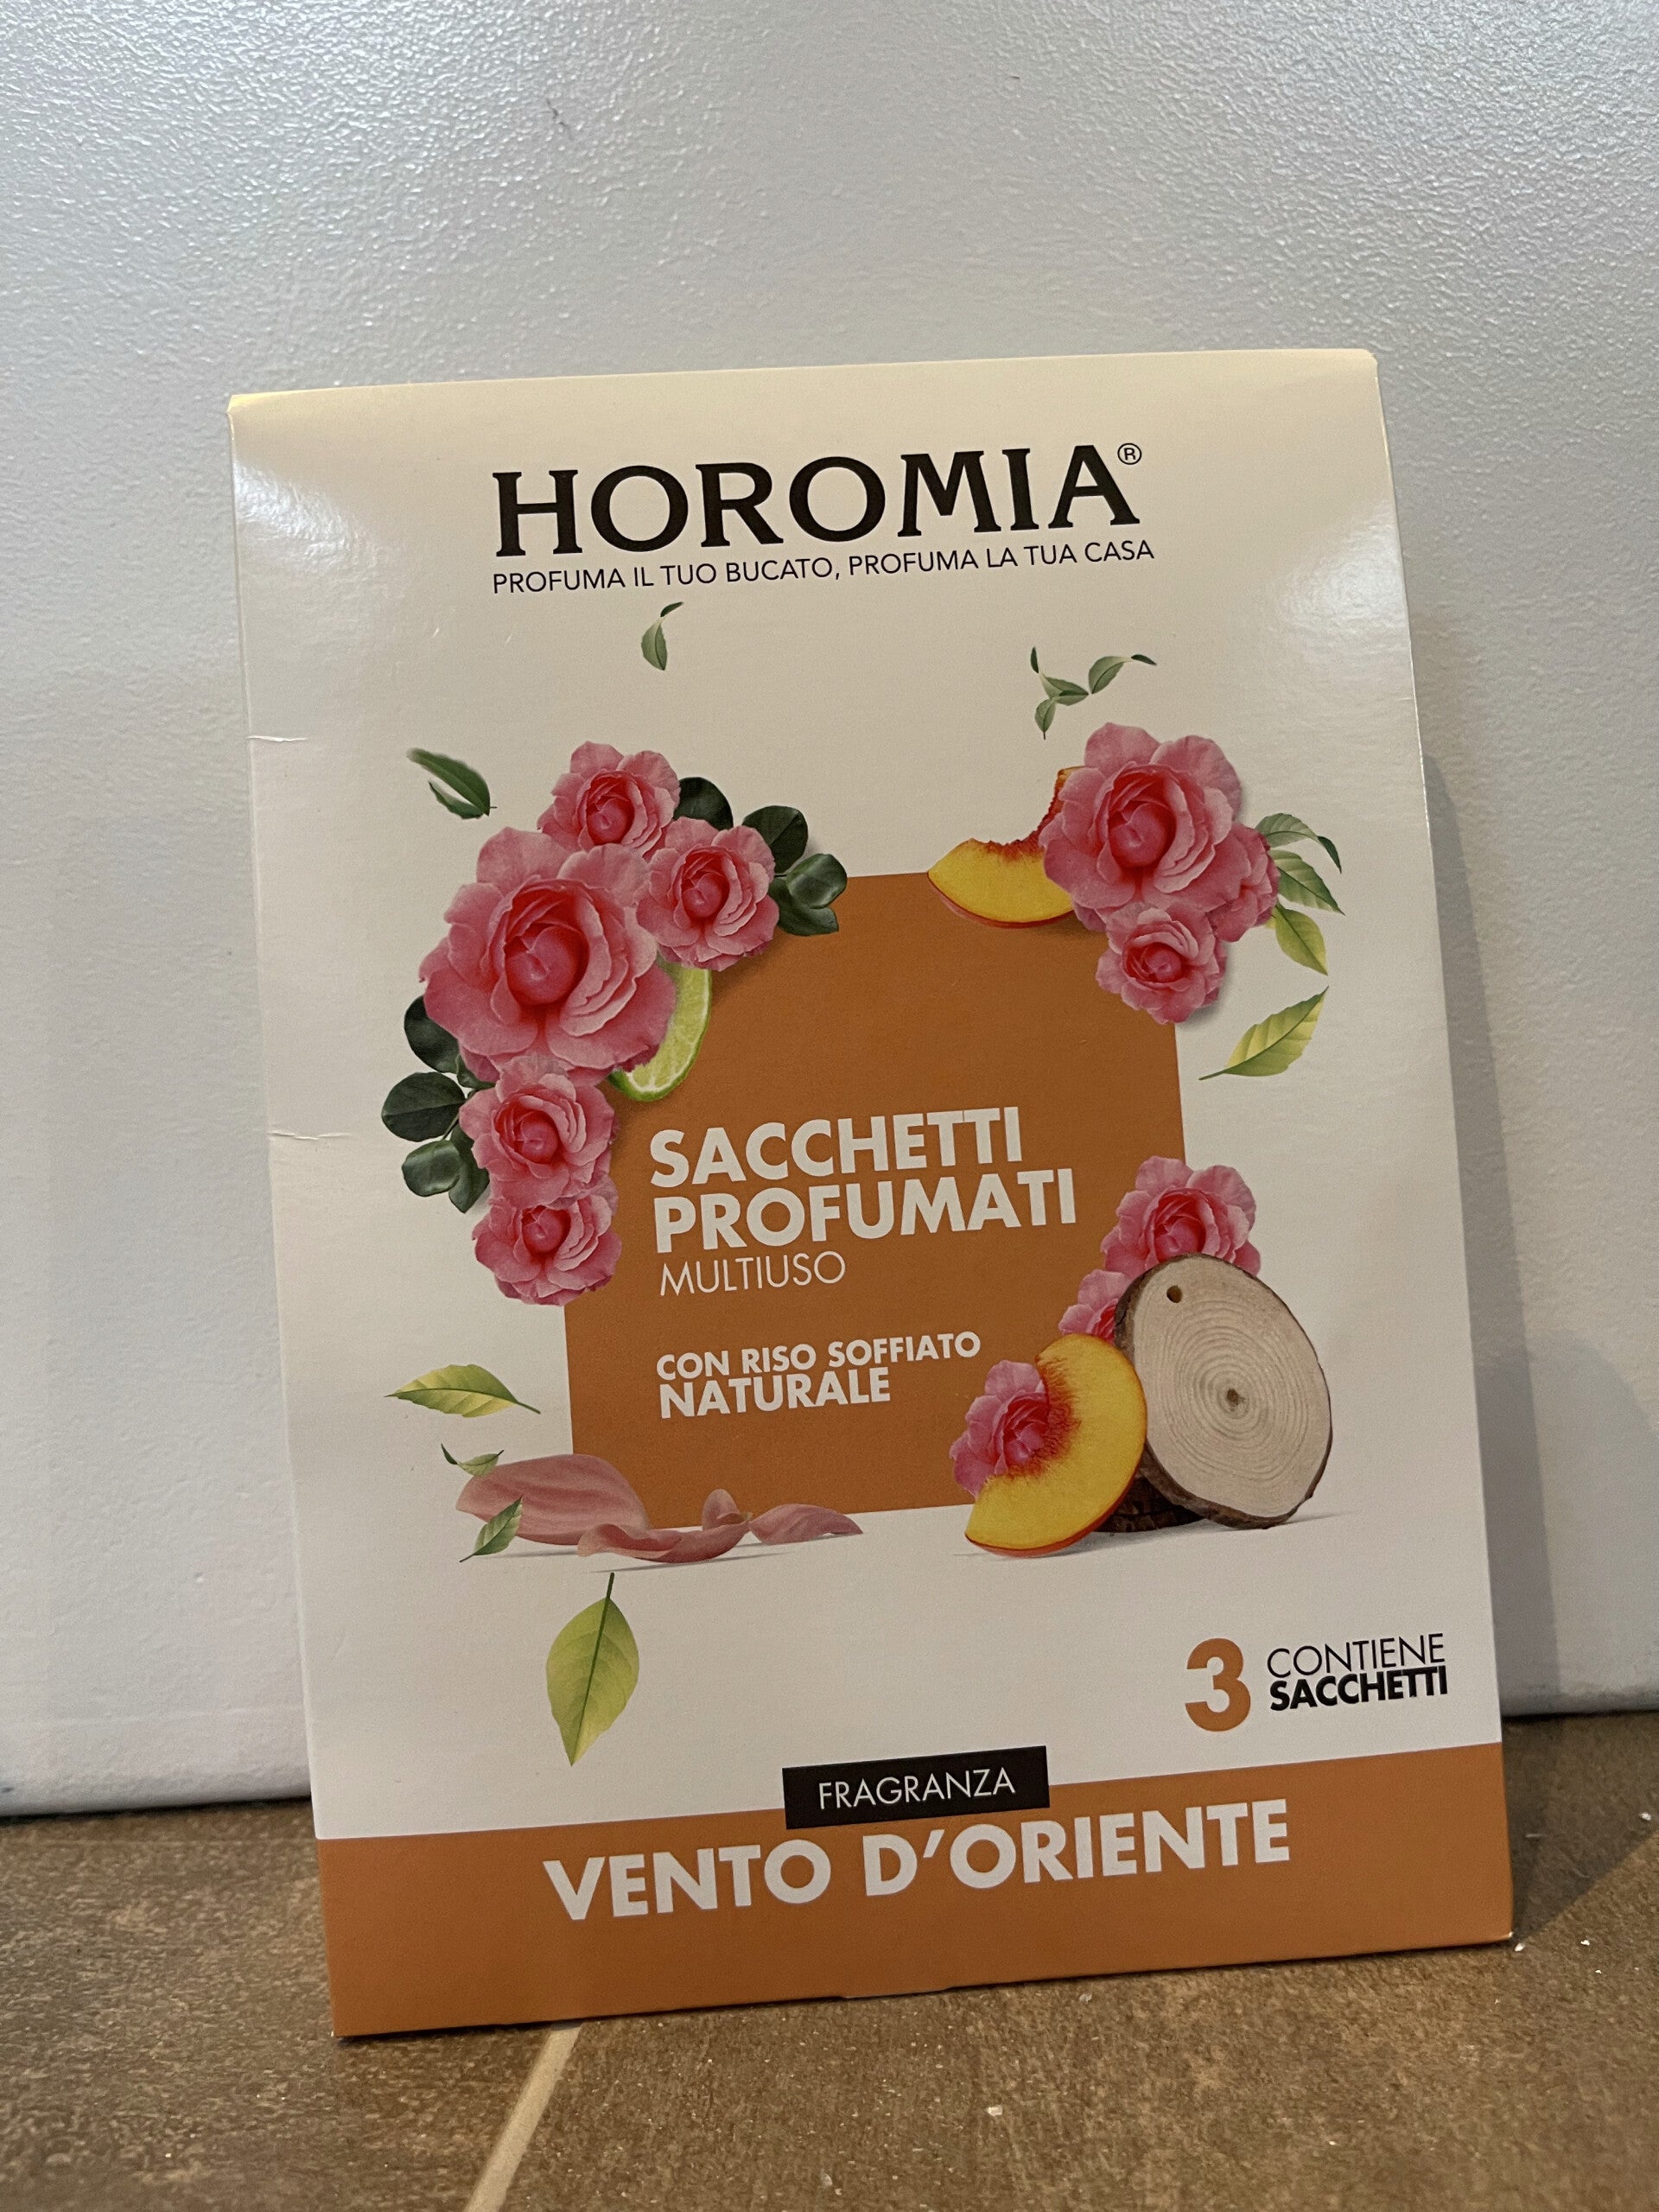 HOROMIA®
PROFUMA IL TUO BUCATO, PROFUMA LA TUA CASA
SACCHETTI
PROFUMATI
MULTIUSO
CON RISO SOFFIATO
NATURALE
3 CONTIENE
SACCHETTI
FRAGRANZA
VENTO D'ORIENTE